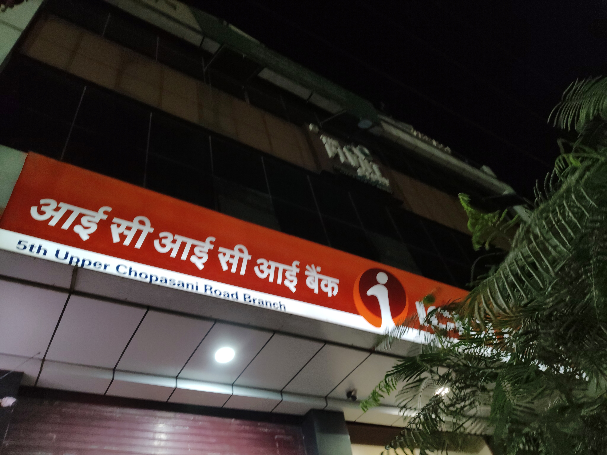 आई सी आई सी आई बैंक
5th Upper Chopasani Road Branch